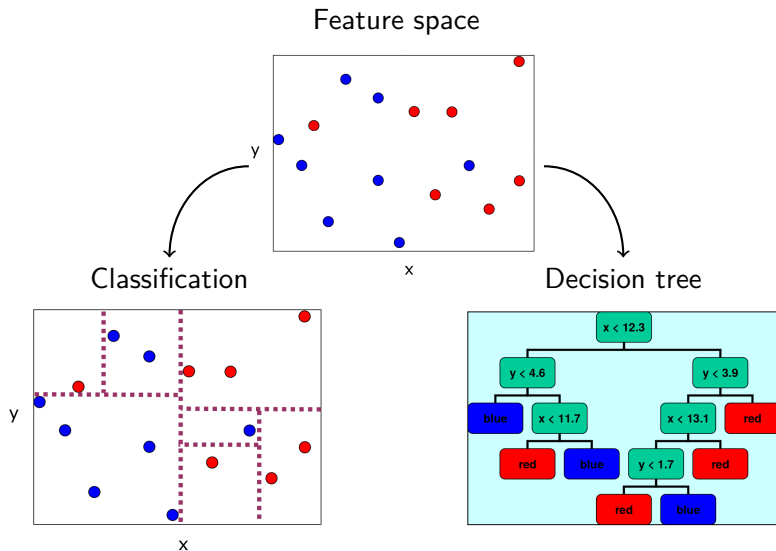 Feature space
y
x
Classification
y
x
Decision tree
x < 12.3
y < 4.6
y < 3.9
blue
x < 11.7
x < 13.1
red
red
blue
y < 1.7
red
red
blue